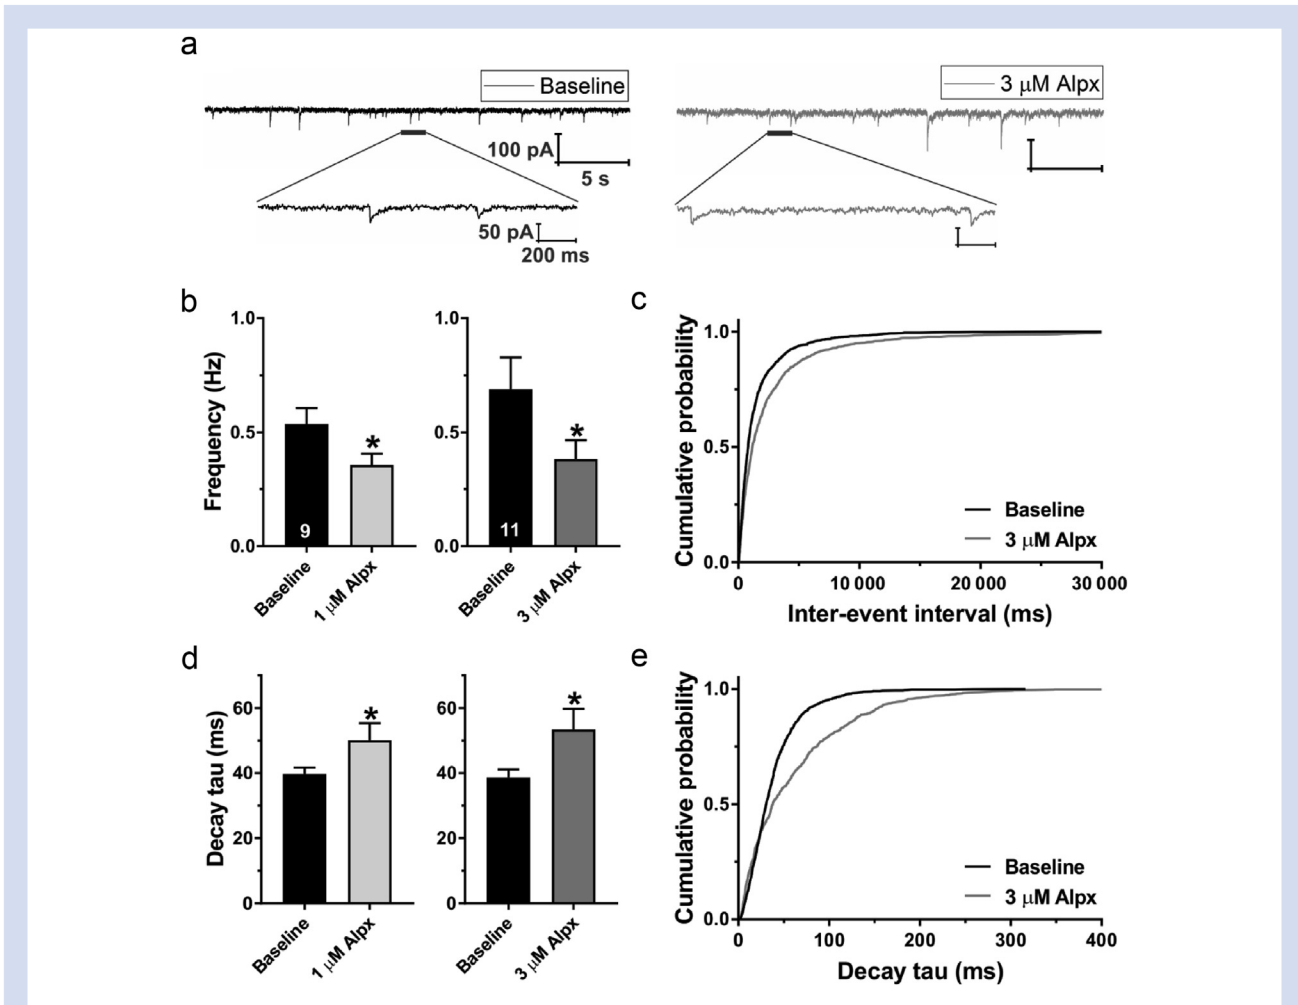 a
Baseline
3 μM Alpx
100 pA
5 s
50 pA
200 ms
b
Frequency (Hz)
1.0
0.5
0.0
9
Baseline
1 μM Alpx
*
1.0
0.5
0.0
11
Baseline
3 μM Alpx
*
c
Cumulative probability
1.0
0.5
0.0
0
10 000
20 000
30 000
Inter-event interval (ms)
Baseline
3 μM Alpx
d
Decay tau (ms)
60
40
20
0
Baseline
1 μM Alpx
*
60
40
20
0
Baseline
3 μM Alpx
*
e
Cumulative probability
1.0
0.5
0.0
0
100
200
300
400
Decay tau (ms)
Baseline
3 μM Alpx